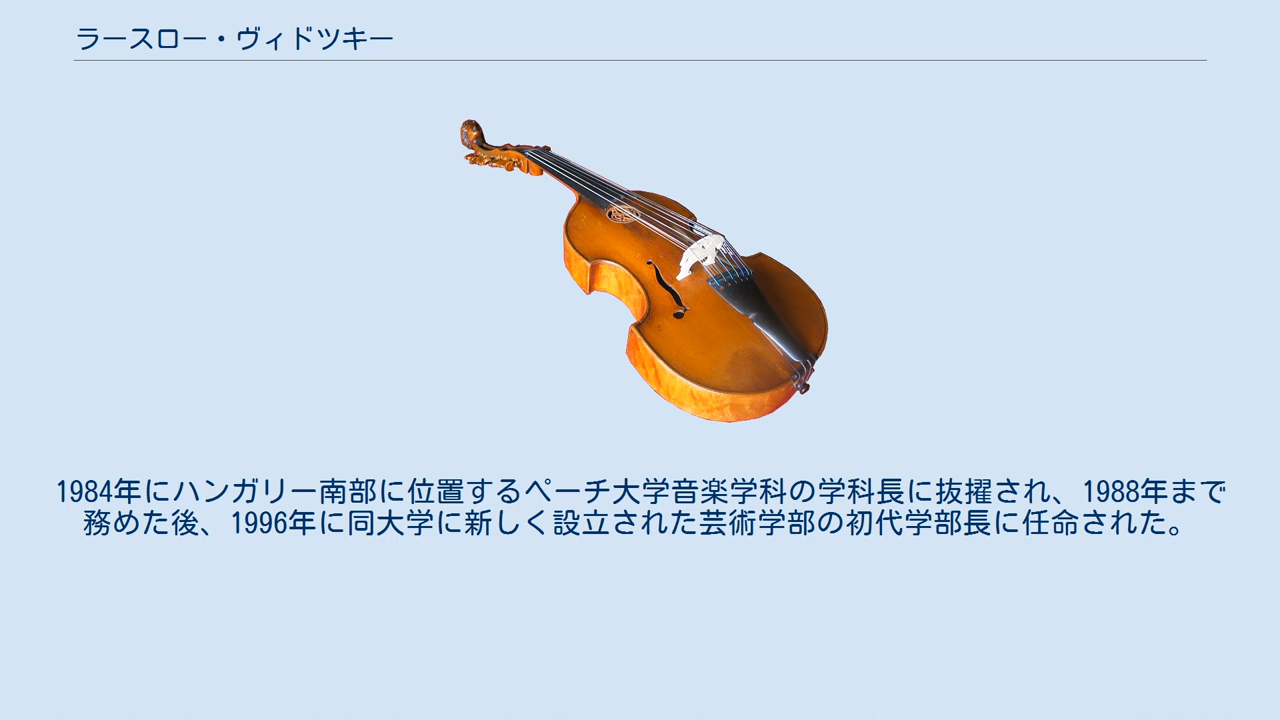 ラースロー・ヴィドツキー
1984年にハンガリー南部に位置するペーチ大学音楽学科の学科長に抜擢され、1988年まで
務めた後、1996年に同大学に新しく設立された芸術学部の初代学部長に任命された。